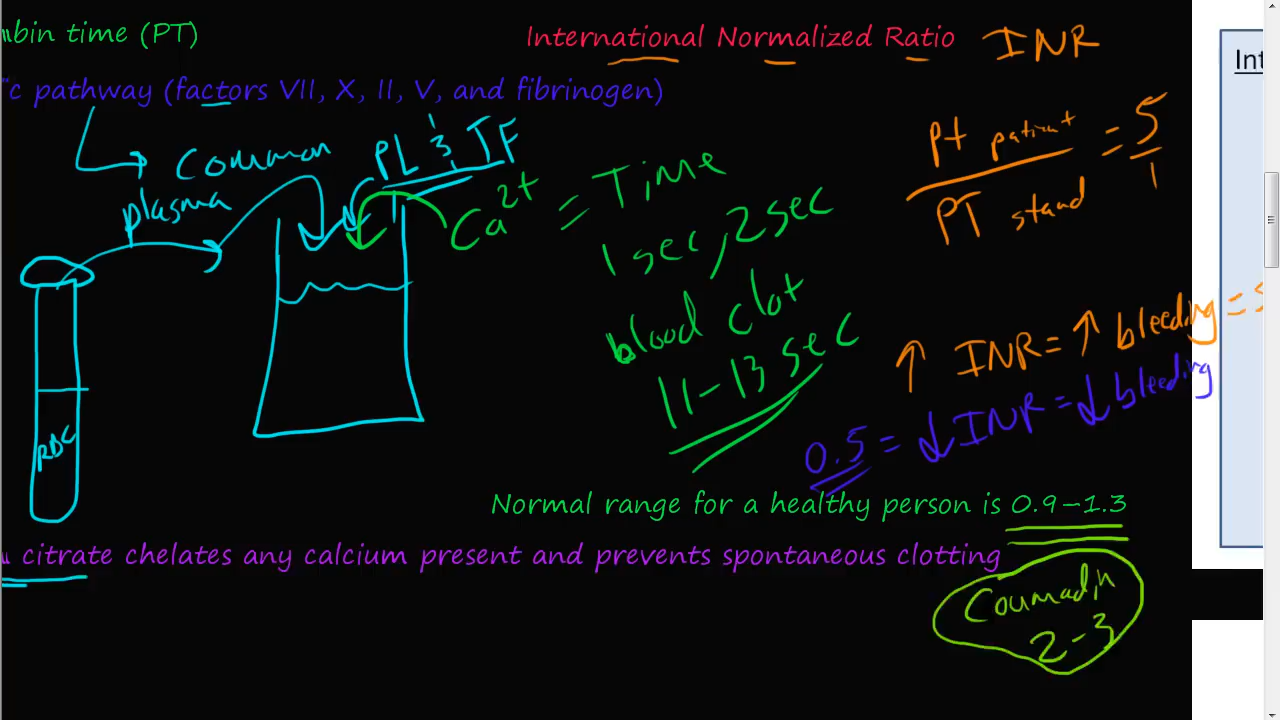 mbin time (PT)
International Normalized Ratio INR
"c pathway (factors VII, X, II, V, and fibrinogen)
Common
PL & TF
plasma
Ca2+ = Time
1 sec, 2 sec
blood clot
11-13 sec
RBC
Pt patient = 5
PT stand 1
↑ INR = ↑ bleeding = 5
0.5 = ↓ INR = ↓ bleeding
Normal range for a healthy person is 0.9–1.3
citrate chelates any calcium present and prevents spontaneous clotting
Coumadin
2-3
Int